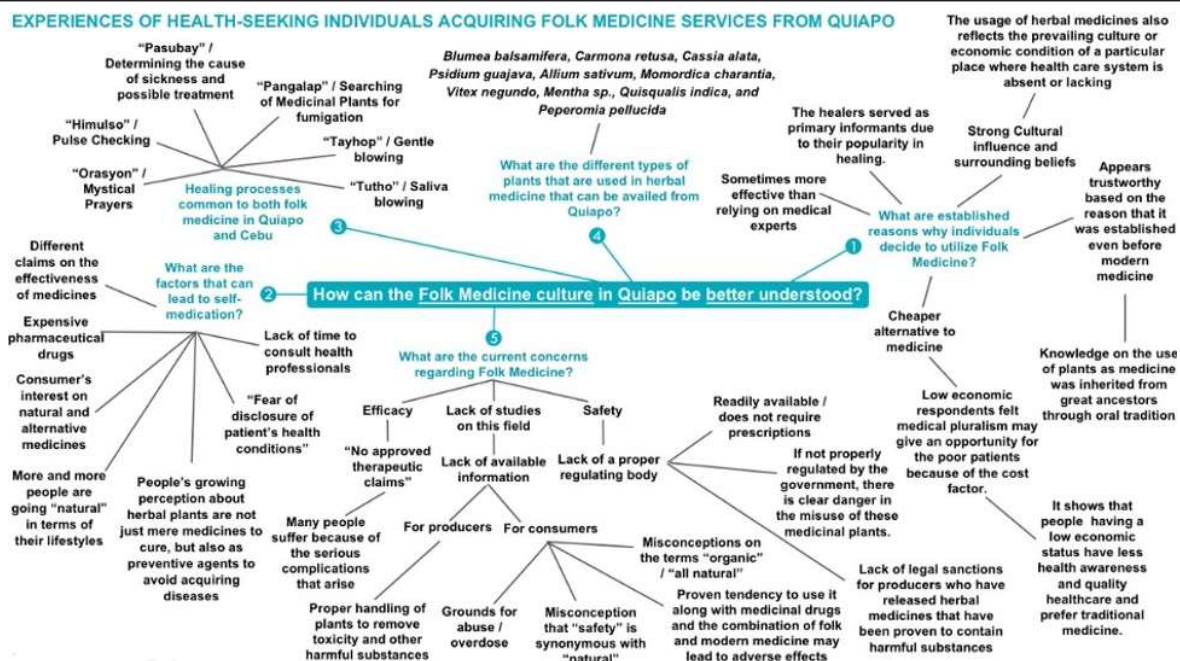 EXPERIENCES OF HEALTH-SEEKING INDIVIDUALS ACQUIRING FOLK MEDICINE SERVICES FROM QUIAPO
How can the Folk Medicine culture in Quiapo be better understood?
1
What are established
reasons why individuals
decide to utilize Folk
Medicine?
Sometimes more
effective than
relying on medical
experts
The healers served as
primary informants due
to their popularity in
healing.
Strong Cultural
influence and
surrounding beliefs
The usage of herbal medicines also
reflects the prevailing culture or
economic condition of a particular
place where health care system is
absent or lacking
Appears
trustworthy
based on the
reason that it
was established
even before
modern
medicine
Knowledge on the use
of plants as medicine
was inherited from
great ancestors
through oral tradition
Cheaper
alternative to
medicine
Low economic
respondents felt
medical pluralism may
give an opportunity for
the poor patients
because of the cost
factor.
It shows that
people having a
low economic
status have less
health awareness
and quality
healthcare and
prefer traditional
medicine.
2
What are the
factors that can
lead to self-
medication?
Different
claims on the
effectiveness
of medicines
Expensive
pharmaceutical
drugs
Consumer's
interest on
natural and
alternative
medicines
More and more
people are
going "natural"
in terms of
their lifestyles
People's growing
perception about
herbal plants are not
just mere medicines to
cure, but also as
preventive agents to
avoid acquiring
diseases
"Fear of
disclosure of
patient's health
conditions"
Lack of time to
consult health
professionals
3
Healing processes
common to both folk
medicine in Quiapo
and Cebu
"Orasyon" /
Mystical
Prayers
"Himulso" /
Pulse Checking
"Pasubay" /
Determining the cause
of sickness and
possible treatment
"Pangalap" / Searching
of Medicinal Plants for
fumigation
"Tayhop" / Gentle
blowing
"Tutho" / Saliva
blowing
4
What are the different types of
plants that are used in herbal
medicine that can be availed from
Quiapo?
Blumea balsamifera, Carmona retusa, Cassia alata,
Psidium guajava, Allium sativum, Momordica charantia,
Vitex negundo, Mentha sp., Quisqualis indica, and
Peperomia pellucida
5
What are the current concerns
regarding Folk Medicine?
Efficacy
"No approved
therapeutic
claims"
Many people
suffer because of
the serious
complications
that arise
Lack of studies
on this field
Lack of available
information
For producers
Proper handling of
plants to remove
toxicity and other
harmful substances
For consumers
Grounds for
abuse /
overdose
Misconception
that "safety" is
synonymous with
"natural"
Proven tendency to use it
along with medicinal drugs
and the combination of folk
and modern medicine may
lead to adverse effects
Misconceptions on
the terms "organic"
/ "all natural"
Safety
Lack of a proper
regulating body
Readily available /
does not require
prescriptions
If not properly
regulated by the
government, there
is clear danger in
the misuse of these
medicinal plants.
Lack of legal sanctions
for producers who have
released herbal
medicines that have
been proven to contain
harmful substances